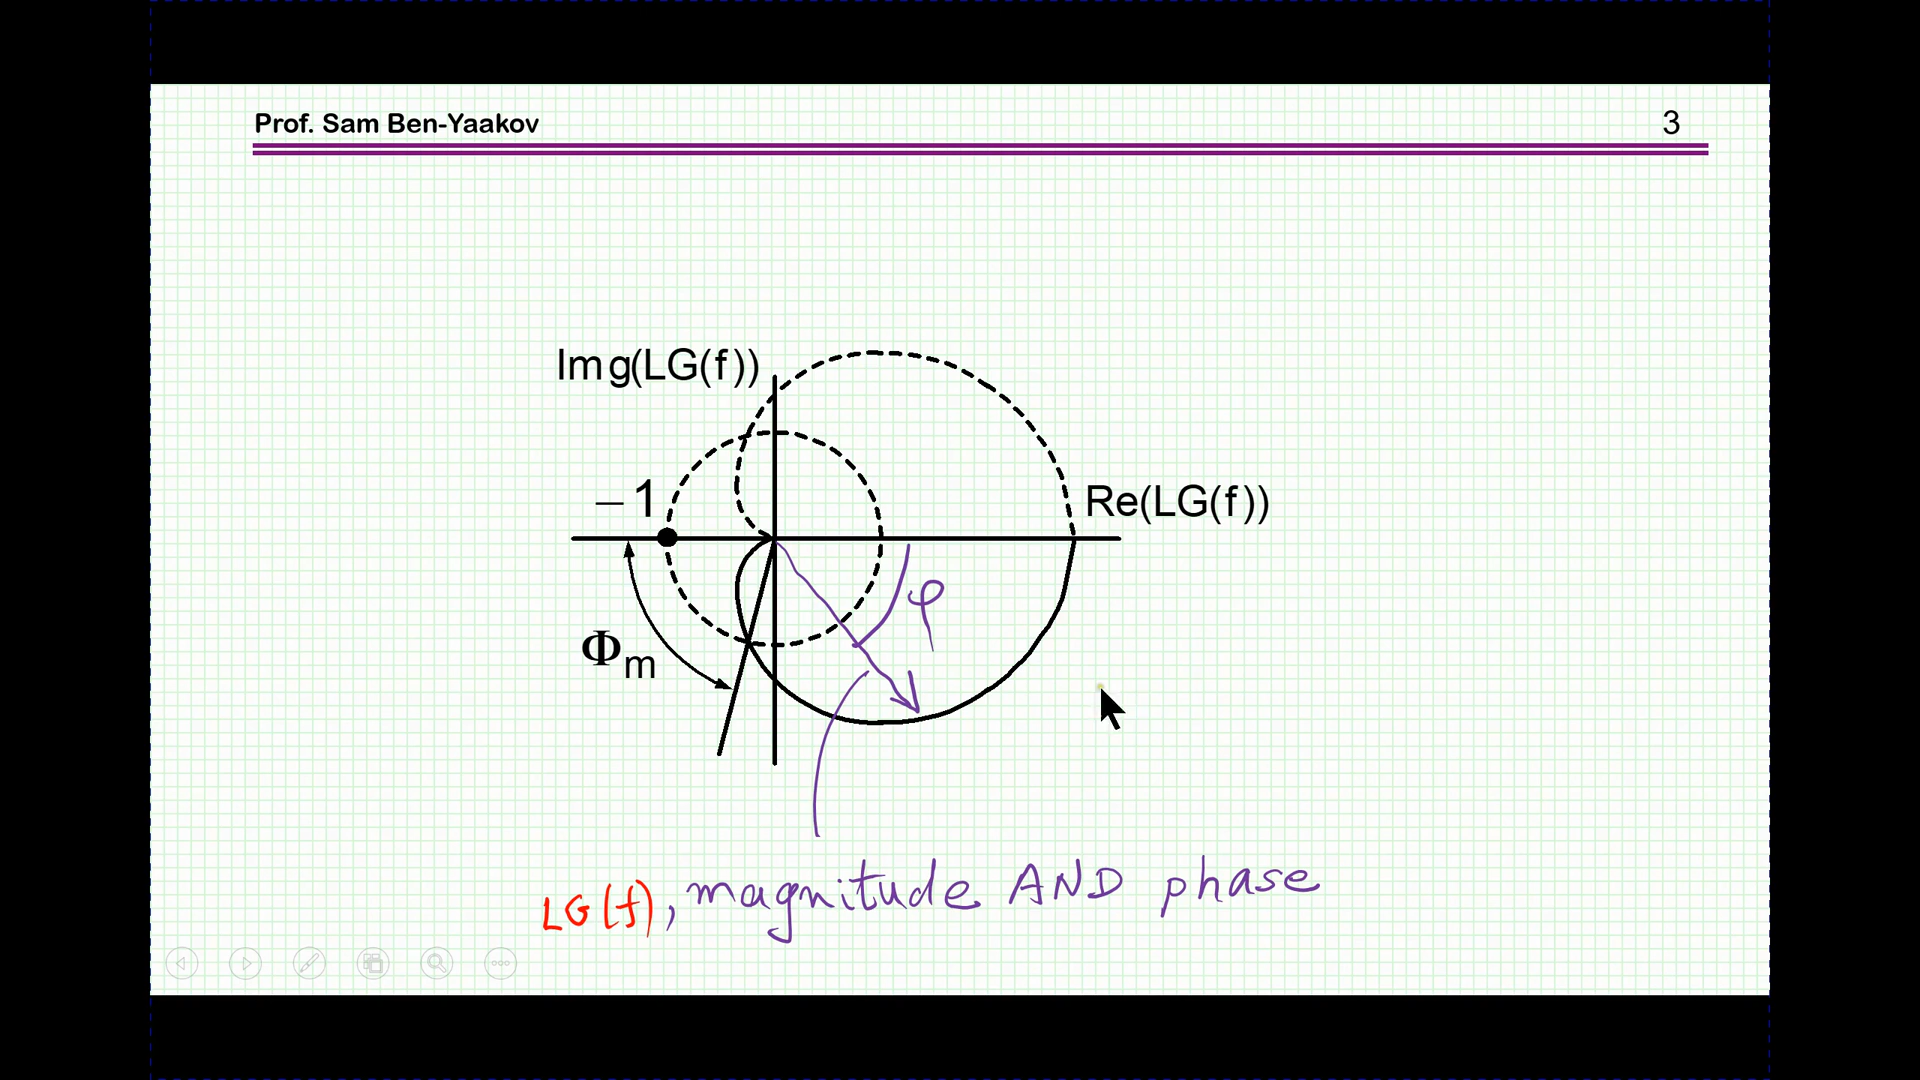 Prof. Sam Ben-Yaakov
3
Img(LG(f))
−1
Re(LG(f))
φ
Φm
LG(f), magnitude AND phase